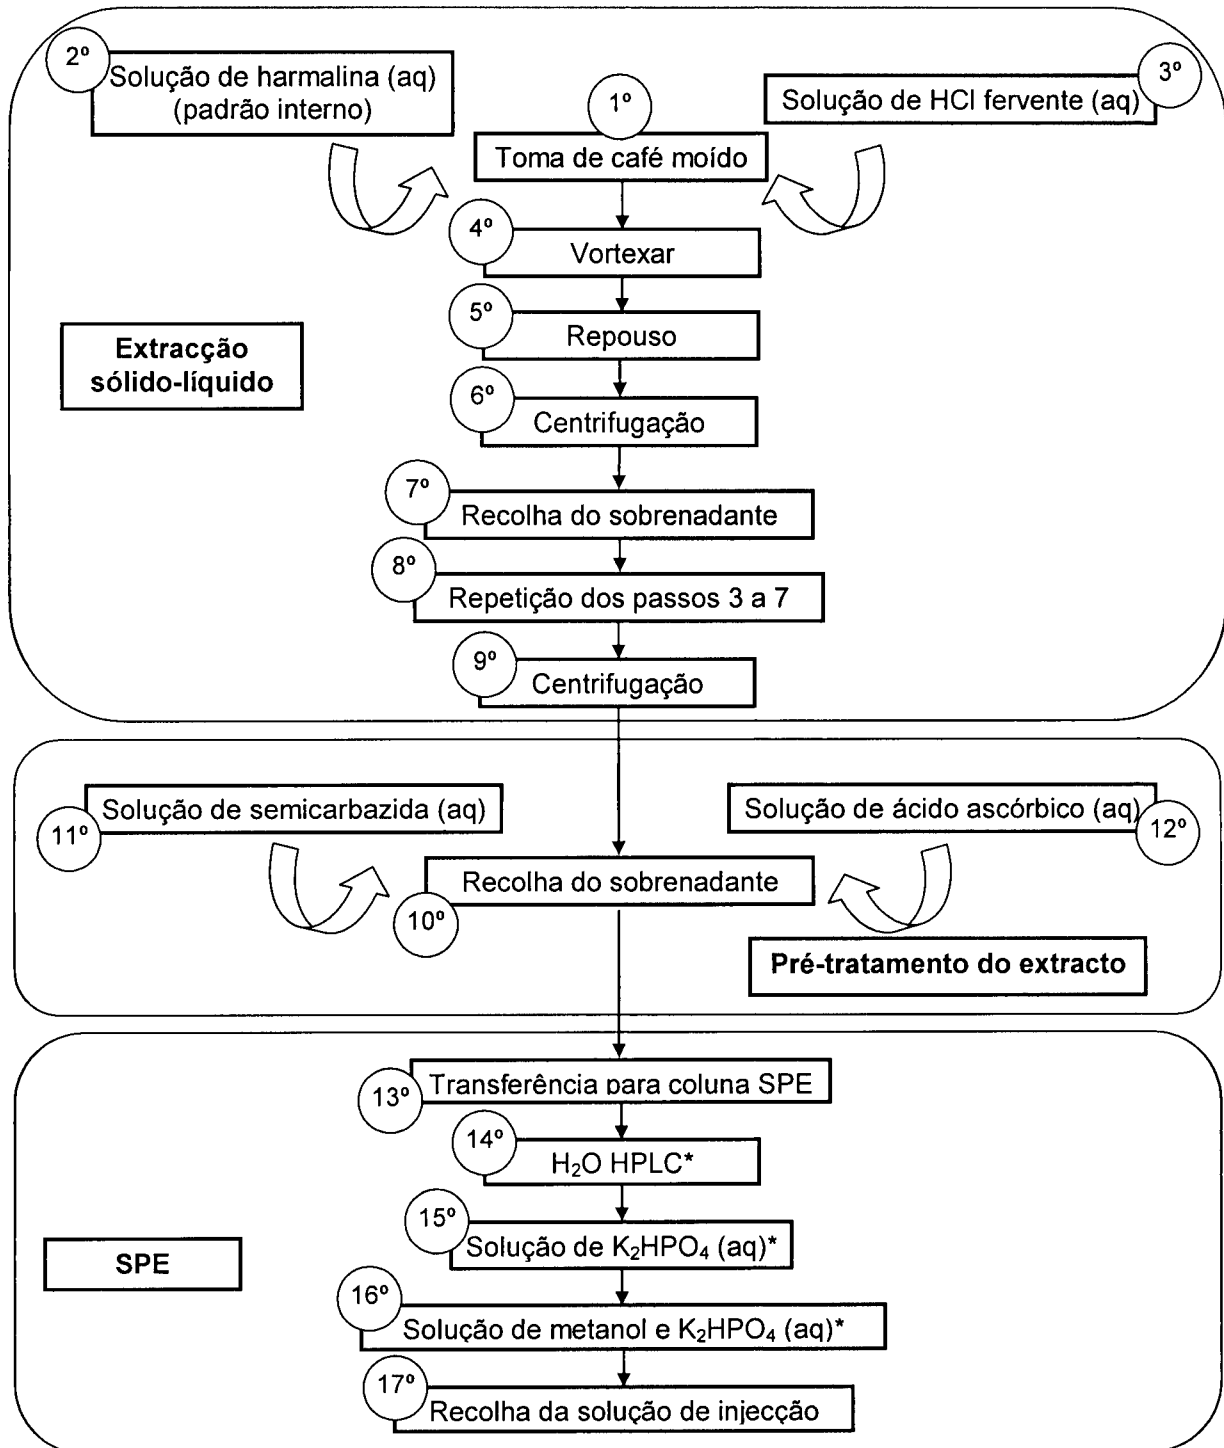 2º
Solução de harmalina (aq)
(padrão interno)
3º
Solução de HCl fervente (aq)
1º
Toma de café moído
4º
Vortexar
5º
Repouso
Extracção
sólido-líquido
6º
Centrifugação
7º
Recolha do sobrenadante
8º
Repetição dos passos 3 a 7
9º
Centrifugação
Solução de semicarbazida (aq)
11º
Solução de ácido ascórbico (aq)
12º
Recolha do sobrenadante
10º
Pré-tratamento do extracto
Transferência para coluna SPE
13º
14º
H₂O HPLC*
15º
Solução de K₂HPO₄ (aq)*
SPE
16º
Solução de metanol e K₂HPO₄ (aq)*
17º
Recolha da solução de injecção